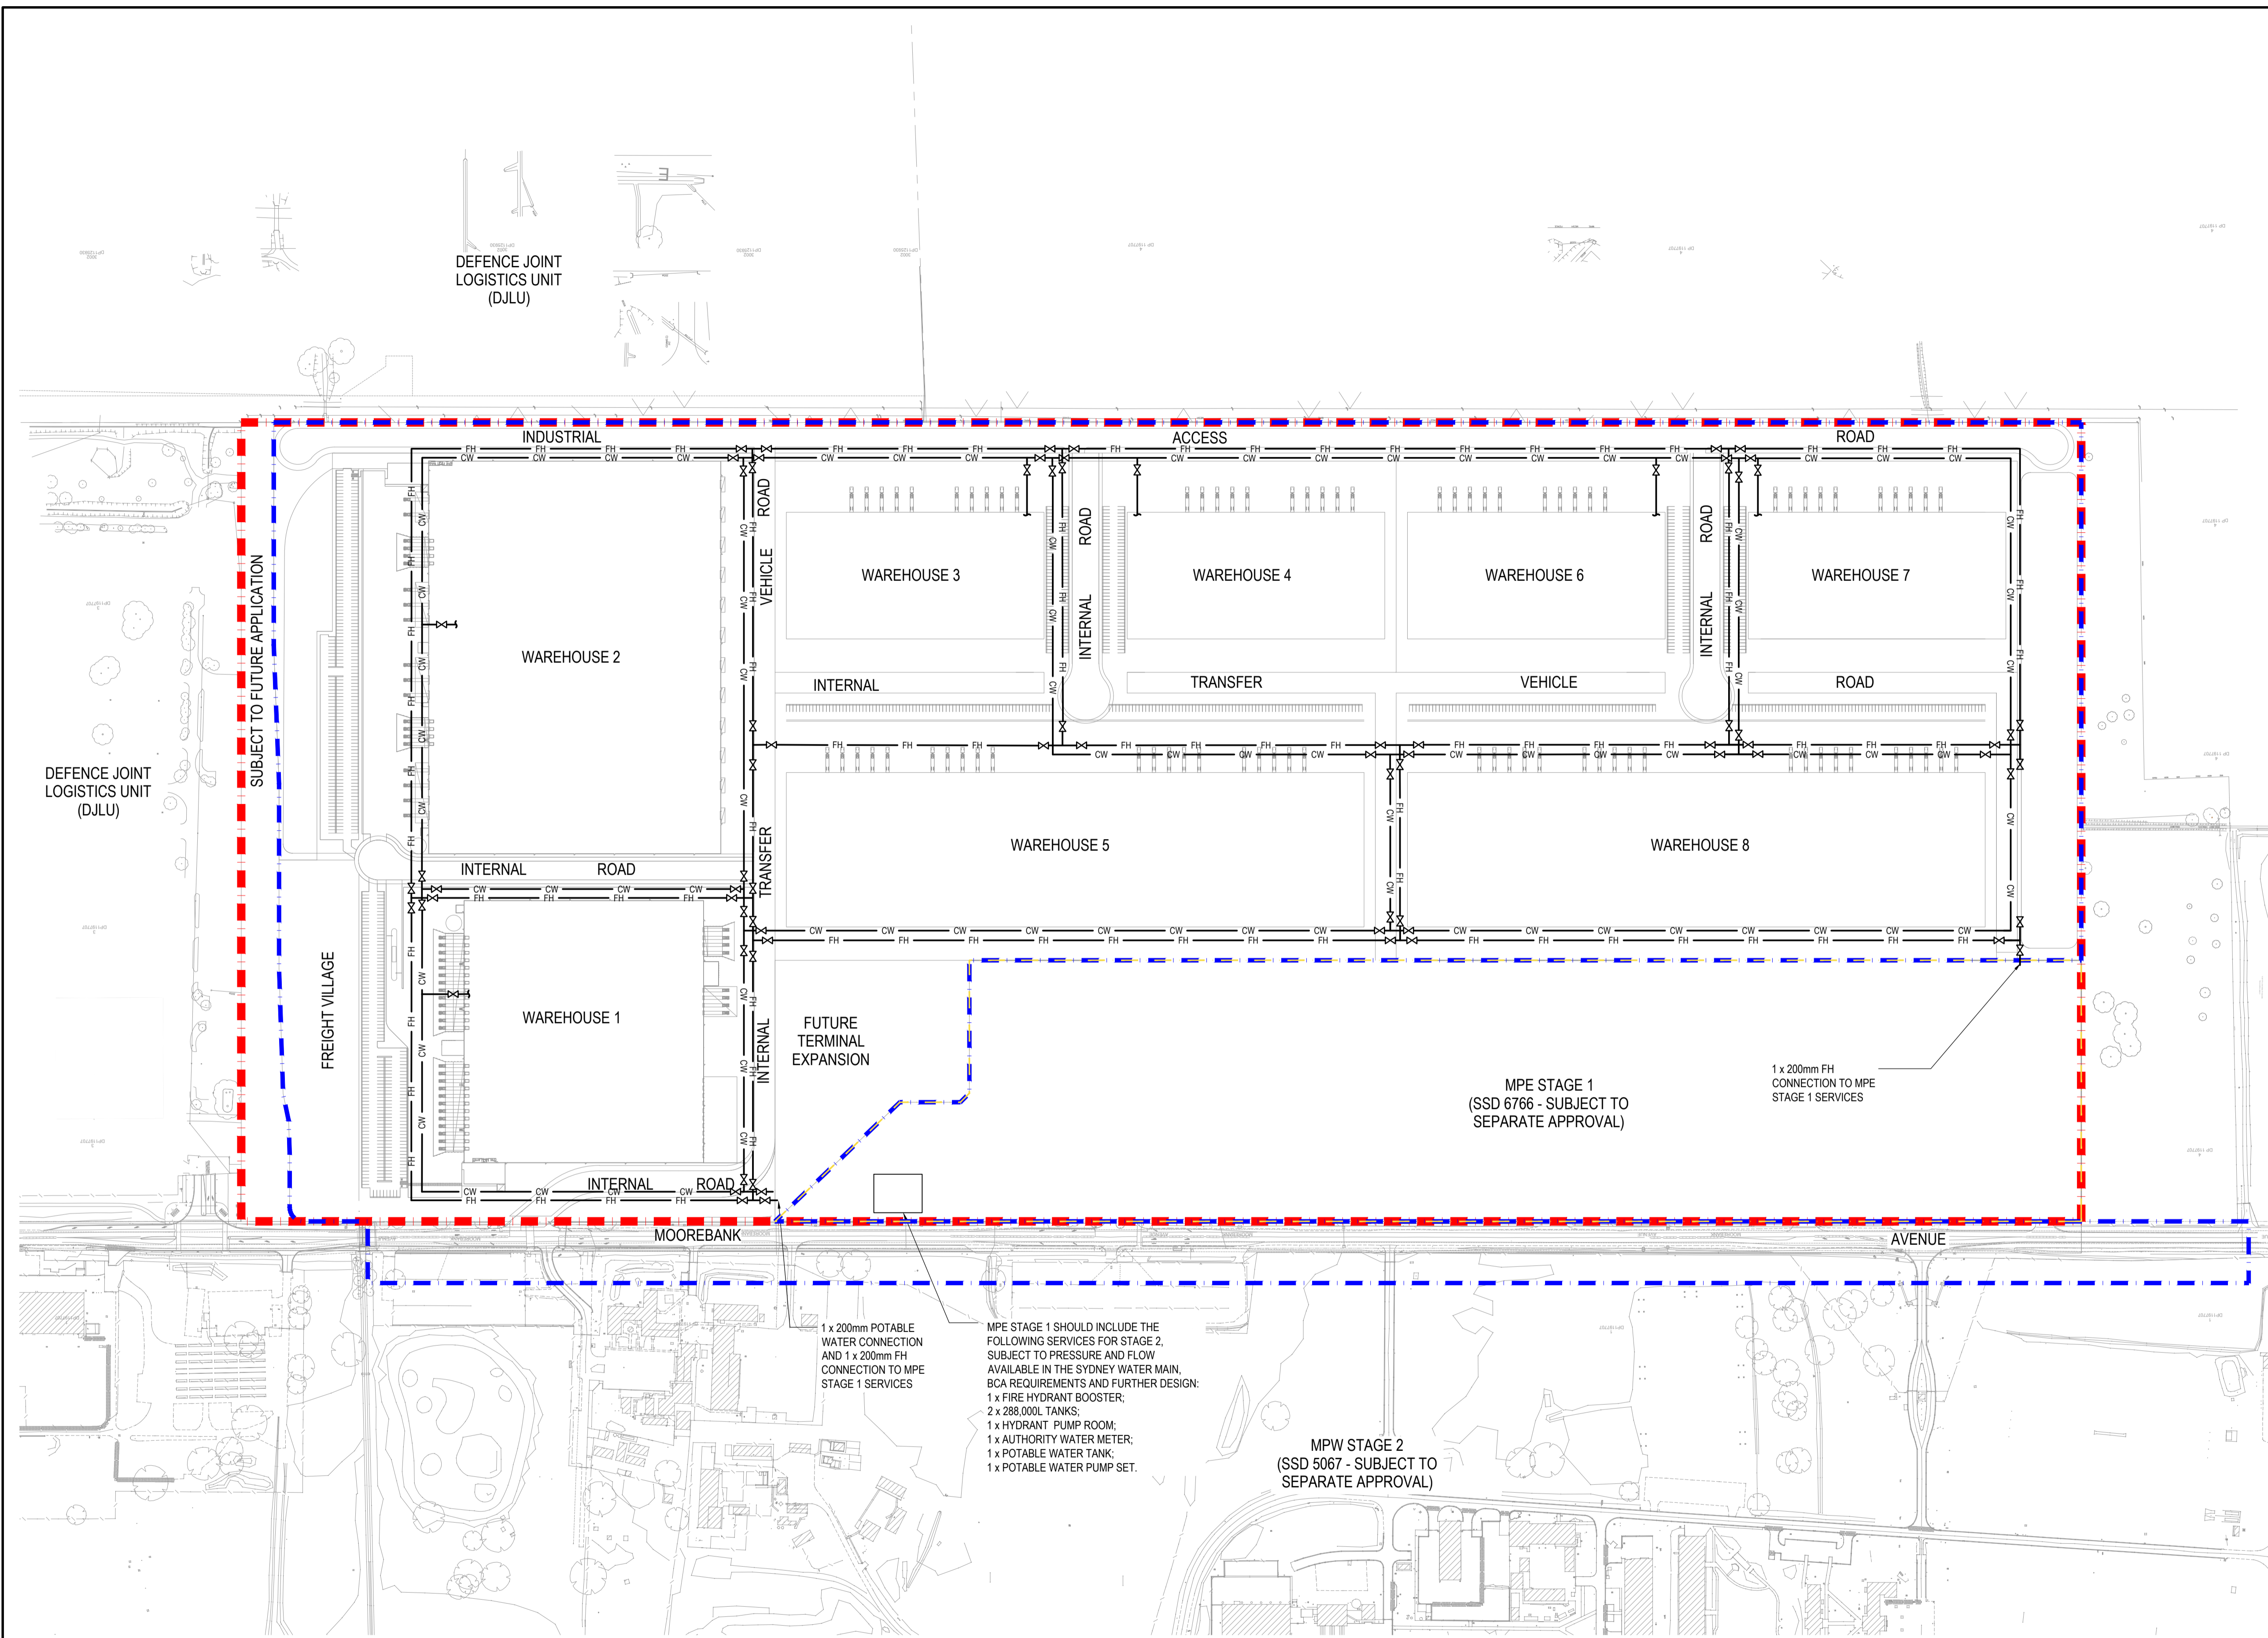 DEFENCE JOINT
LOGISTICS UNIT
(DJLU)
INDUSTRIAL
ACCESS
ROAD
SUBJECT TO FUTURE APPLICATION
DEFENCE JOINT
LOGISTICS UNIT
(DJLU)
FREIGHT VILLAGE
WAREHOUSE 2
ROAD
VEHICLE
TRANSFER
INTERNAL
WAREHOUSE 3
INTERNAL ROAD
WAREHOUSE 4
WAREHOUSE 6
INTERNAL ROAD
WAREHOUSE 7
INTERNAL
TRANSFER
VEHICLE
ROAD
WAREHOUSE 5
WAREHOUSE 8
INTERNAL ROAD
WAREHOUSE 1
FUTURE
TERMINAL
EXPANSION
MPE STAGE 1
(SSD 6766 - SUBJECT TO
SEPARATE APPROVAL)
1 x 200mm FH
CONNECTION TO MPE
STAGE 1 SERVICES
INTERNAL ROAD
MOOREBANK
AVENUE
1 x 200mm POTABLE
WATER CONNECTION
AND 1 x 200mm FH
CONNECTION TO MPE
STAGE 1 SERVICES
MPE STAGE 1 SHOULD INCLUDE THE
FOLLOWING SERVICES FOR STAGE 2,
SUBJECT TO PRESSURE AND FLOW
AVAILABLE IN THE SYDNEY WATER MAIN,
BCA REQUIREMENTS AND FURTHER DESIGN:
1 x FIRE HYDRANT BOOSTER;
2 x 288,000L TANKS;
1 x HYDRANT PUMP ROOM;
1 x AUTHORITY WATER METER;
1 x POTABLE WATER TANK;
1 x POTABLE WATER PUMP SET.
MPW STAGE 2
(SSD 5067 - SUBJECT TO
SEPARATE APPROVAL)